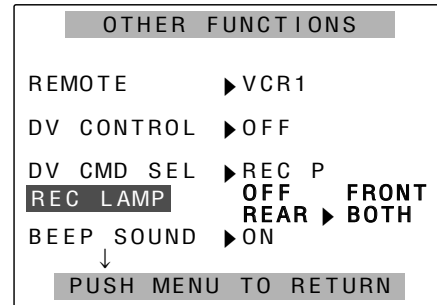 OTHER FUNCTIONS
REMOTE ▶VCR1
DV CONTROL ▶OFF
DV CMD SEL ▶REC P
REC LAMP OFF FRONT
REAR ▶ BOTH
BEEP SOUND ▶ON
↓
PUSH MENU TO RETURN